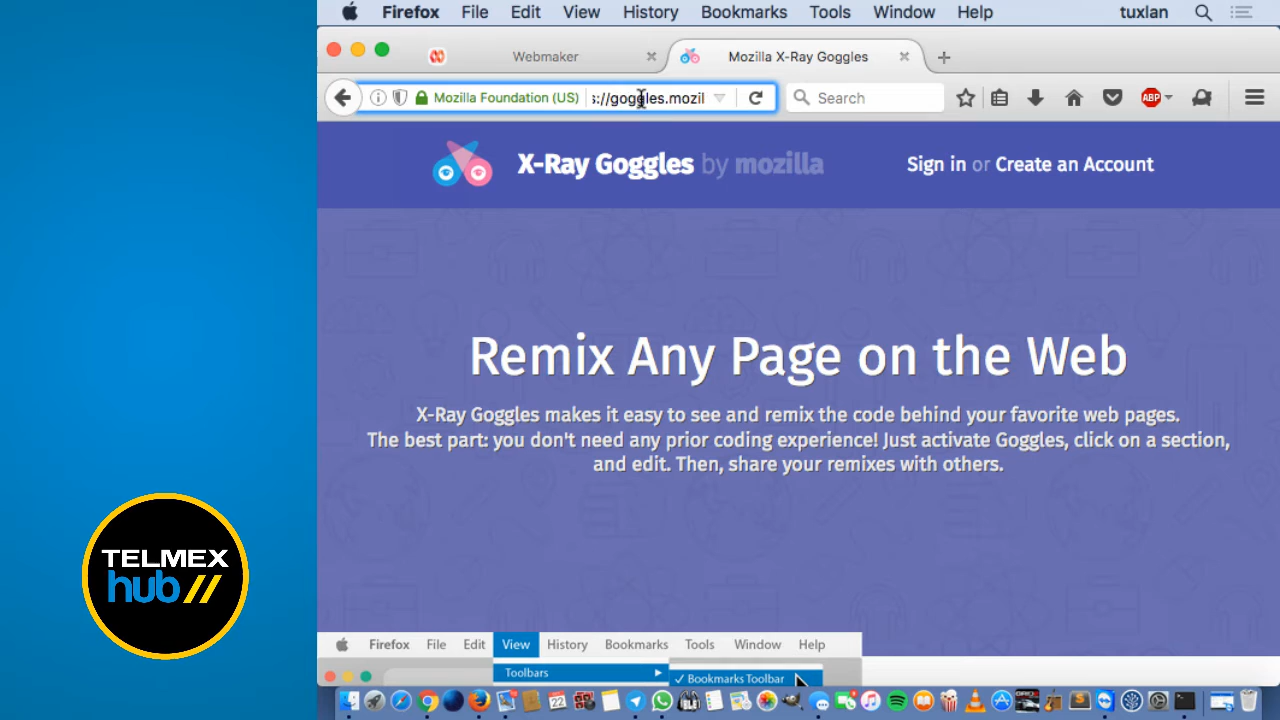 Firefox File Edit View History Bookmarks Tools Window Help tuxlan
Webmaker
Mozilla X-Ray Goggles
Mozilla Foundation (US)
s://goggles.mozil
Search
ABP
X-Ray Goggles by mozilla
Sign in or Create an Account
Remix Any Page on the Web
X-Ray Goggles makes it easy to see and remix the code behind your favorite web pages.
The best part: you don't need any prior coding experience! Just activate Goggles, click on a section,
and edit. Then, share your remixes with others.
TELMEX
hub//
Firefox File Edit View History Bookmarks Tools Window Help
Toolbars
✓ Bookmarks Toolbar
22